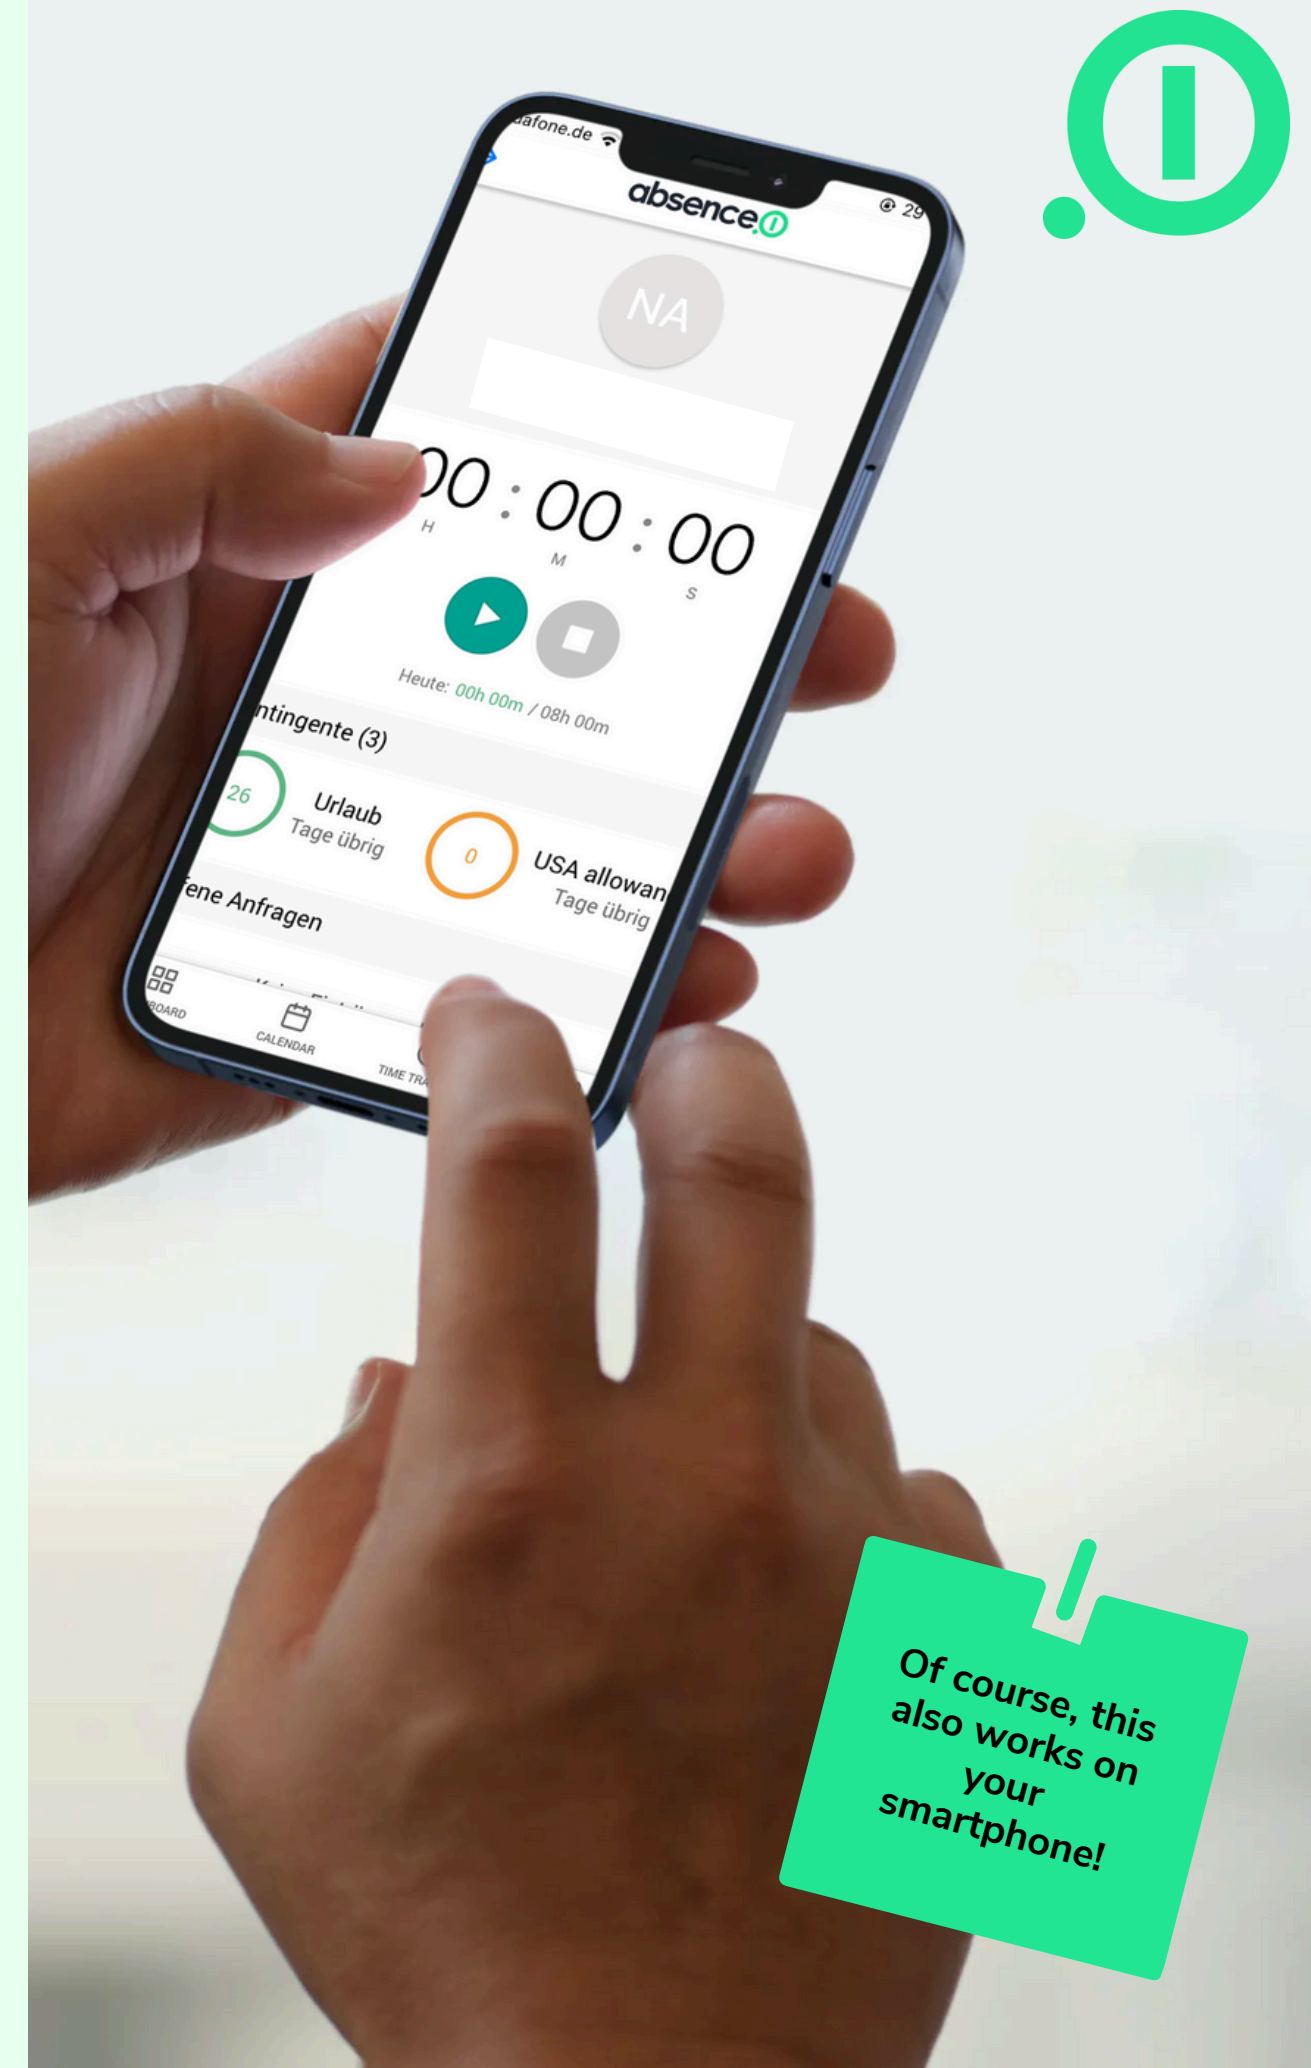 dafone.de
29
absence
NA
00 : 00 : 00
H M S
Heute: 00h 00m / 08h 00m
ntingente (3)
26
Urlaub
Tage übrig
0
USA allowan
Tage übrig
fene Anfragen
BOARD
CALENDAR
TIME TRA
Of course, this
also works on
your
smartphone!